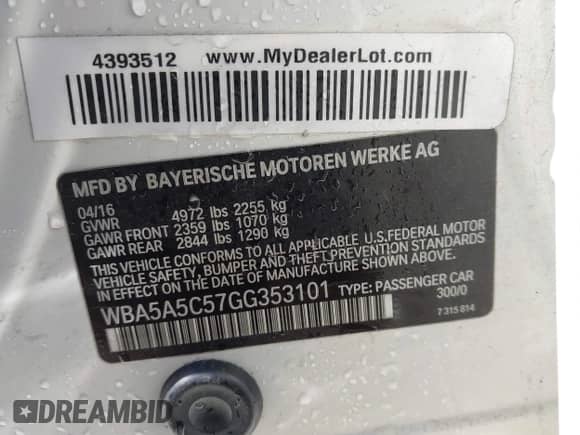 4393512 www.MyDealerLot.com
MFD BY BAYERISCHE MOTOREN WERKE AG
04/16
GVWR 4972 lbs 2255 kg
GAWR FRONT 2359 lbs 1070 kg
GAWR REAR 2844 lbs 1290 kg
THIS VEHICLE CONFORMS TO ALL APPLICABLE U.S.FEDERAL MOTOR
VEHICLE SAFETY, BUMPER AND THEFT PREVENTION STANDARDS
IN EFFECT ON THE DATE OF MANUFACTURE SHOWN ABOVE.
WBA5A5C57GG353101 TYPE: PASSENGER CAR
300/0
7 315 814
DREAMBID